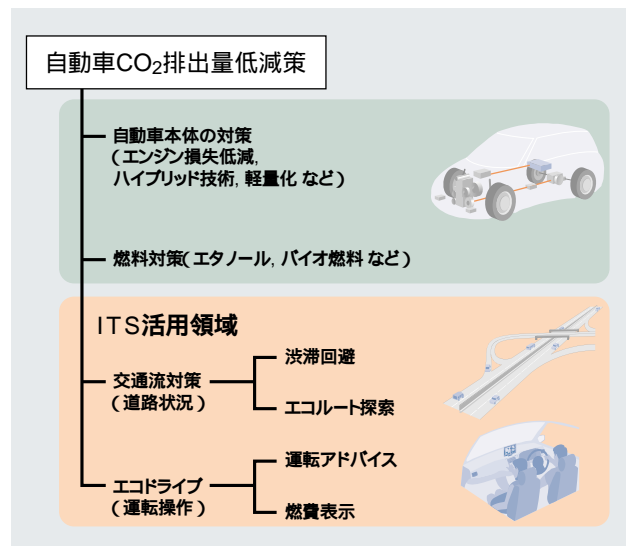 自動車CO₂排出量低減策
自動車本体の対策
(エンジン損失低減,
ハイブリッド技術, 軽量化 など)
燃料対策(エタノール, バイオ燃料 など)
ITS活用領域
渋滞回避
交通流対策
(道路状況)
エコルート探索
運転アドバイス
エコドライブ
(運転操作)
燃費表示